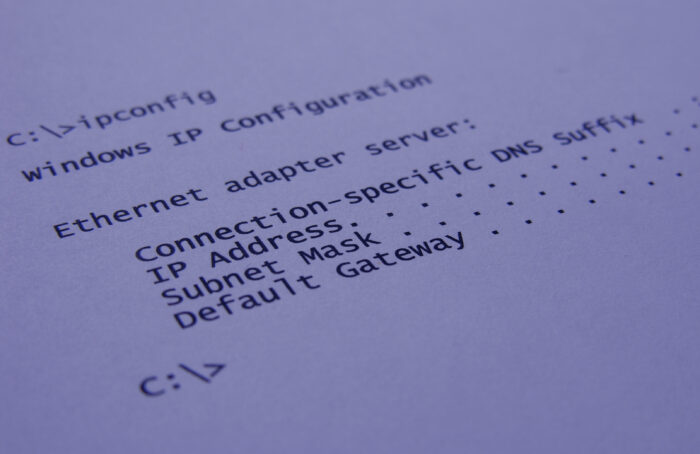 C:\>ipconfig
Windows IP Configuration
Ethernet adapter server:
Connection-specific DNS Suffix . .
IP Address. . . . . . . . . . . .
Subnet Mask . . . . . . . . . . .
Default Gateway . . . . . . . .
C:\>